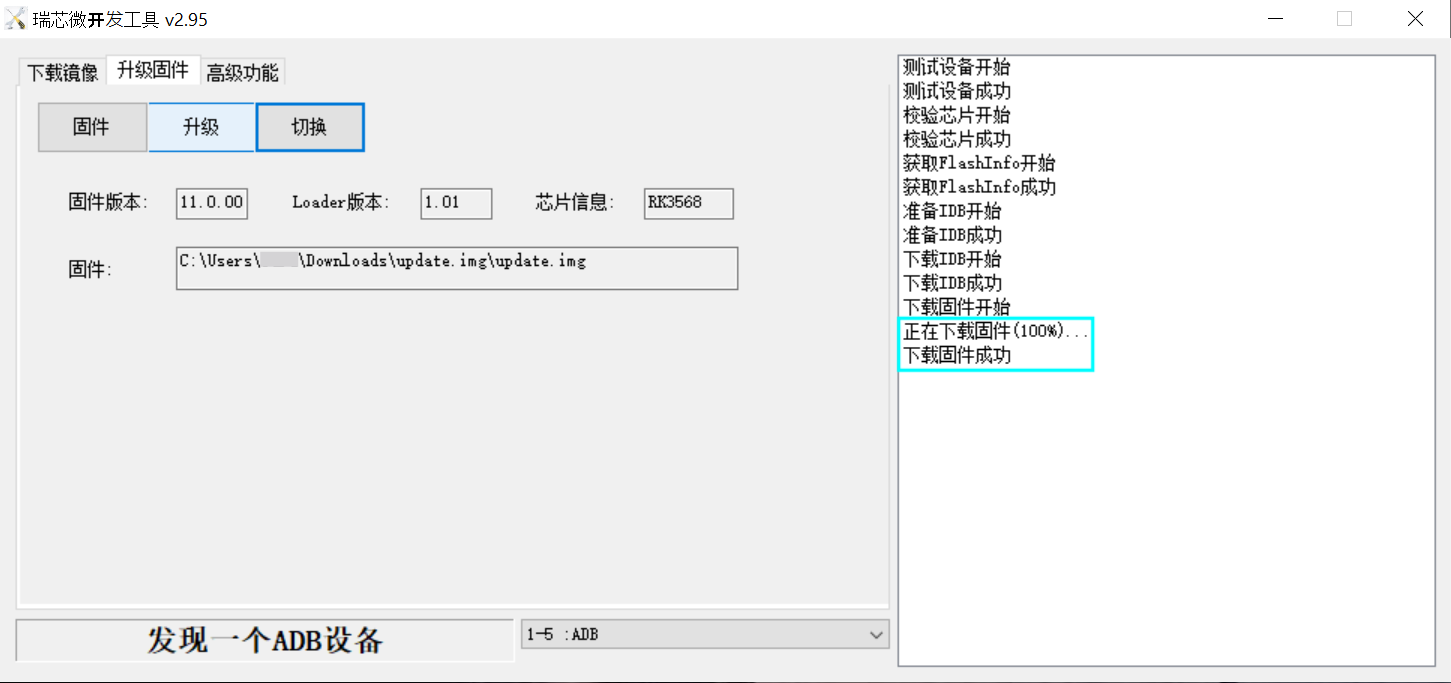 瑞芯微开发工具 v2.95
下载镜像 升级固件 高级功能
固件 升级 切换
固件版本: 11.0.00 Loader版本: 1.01 芯片信息: RK3568
固件: C:\Users\ \Downloads\update.img\update.img
发现一个ADB设备
1-5 :ADB
测试设备开始
测试设备成功
校验芯片开始
校验芯片成功
获取FlashInfo开始
获取FlashInfo成功
准备IDB开始
准备IDB成功
下载IDB开始
下载IDB成功
下载固件开始
正在下载固件(100%)...
下载固件成功